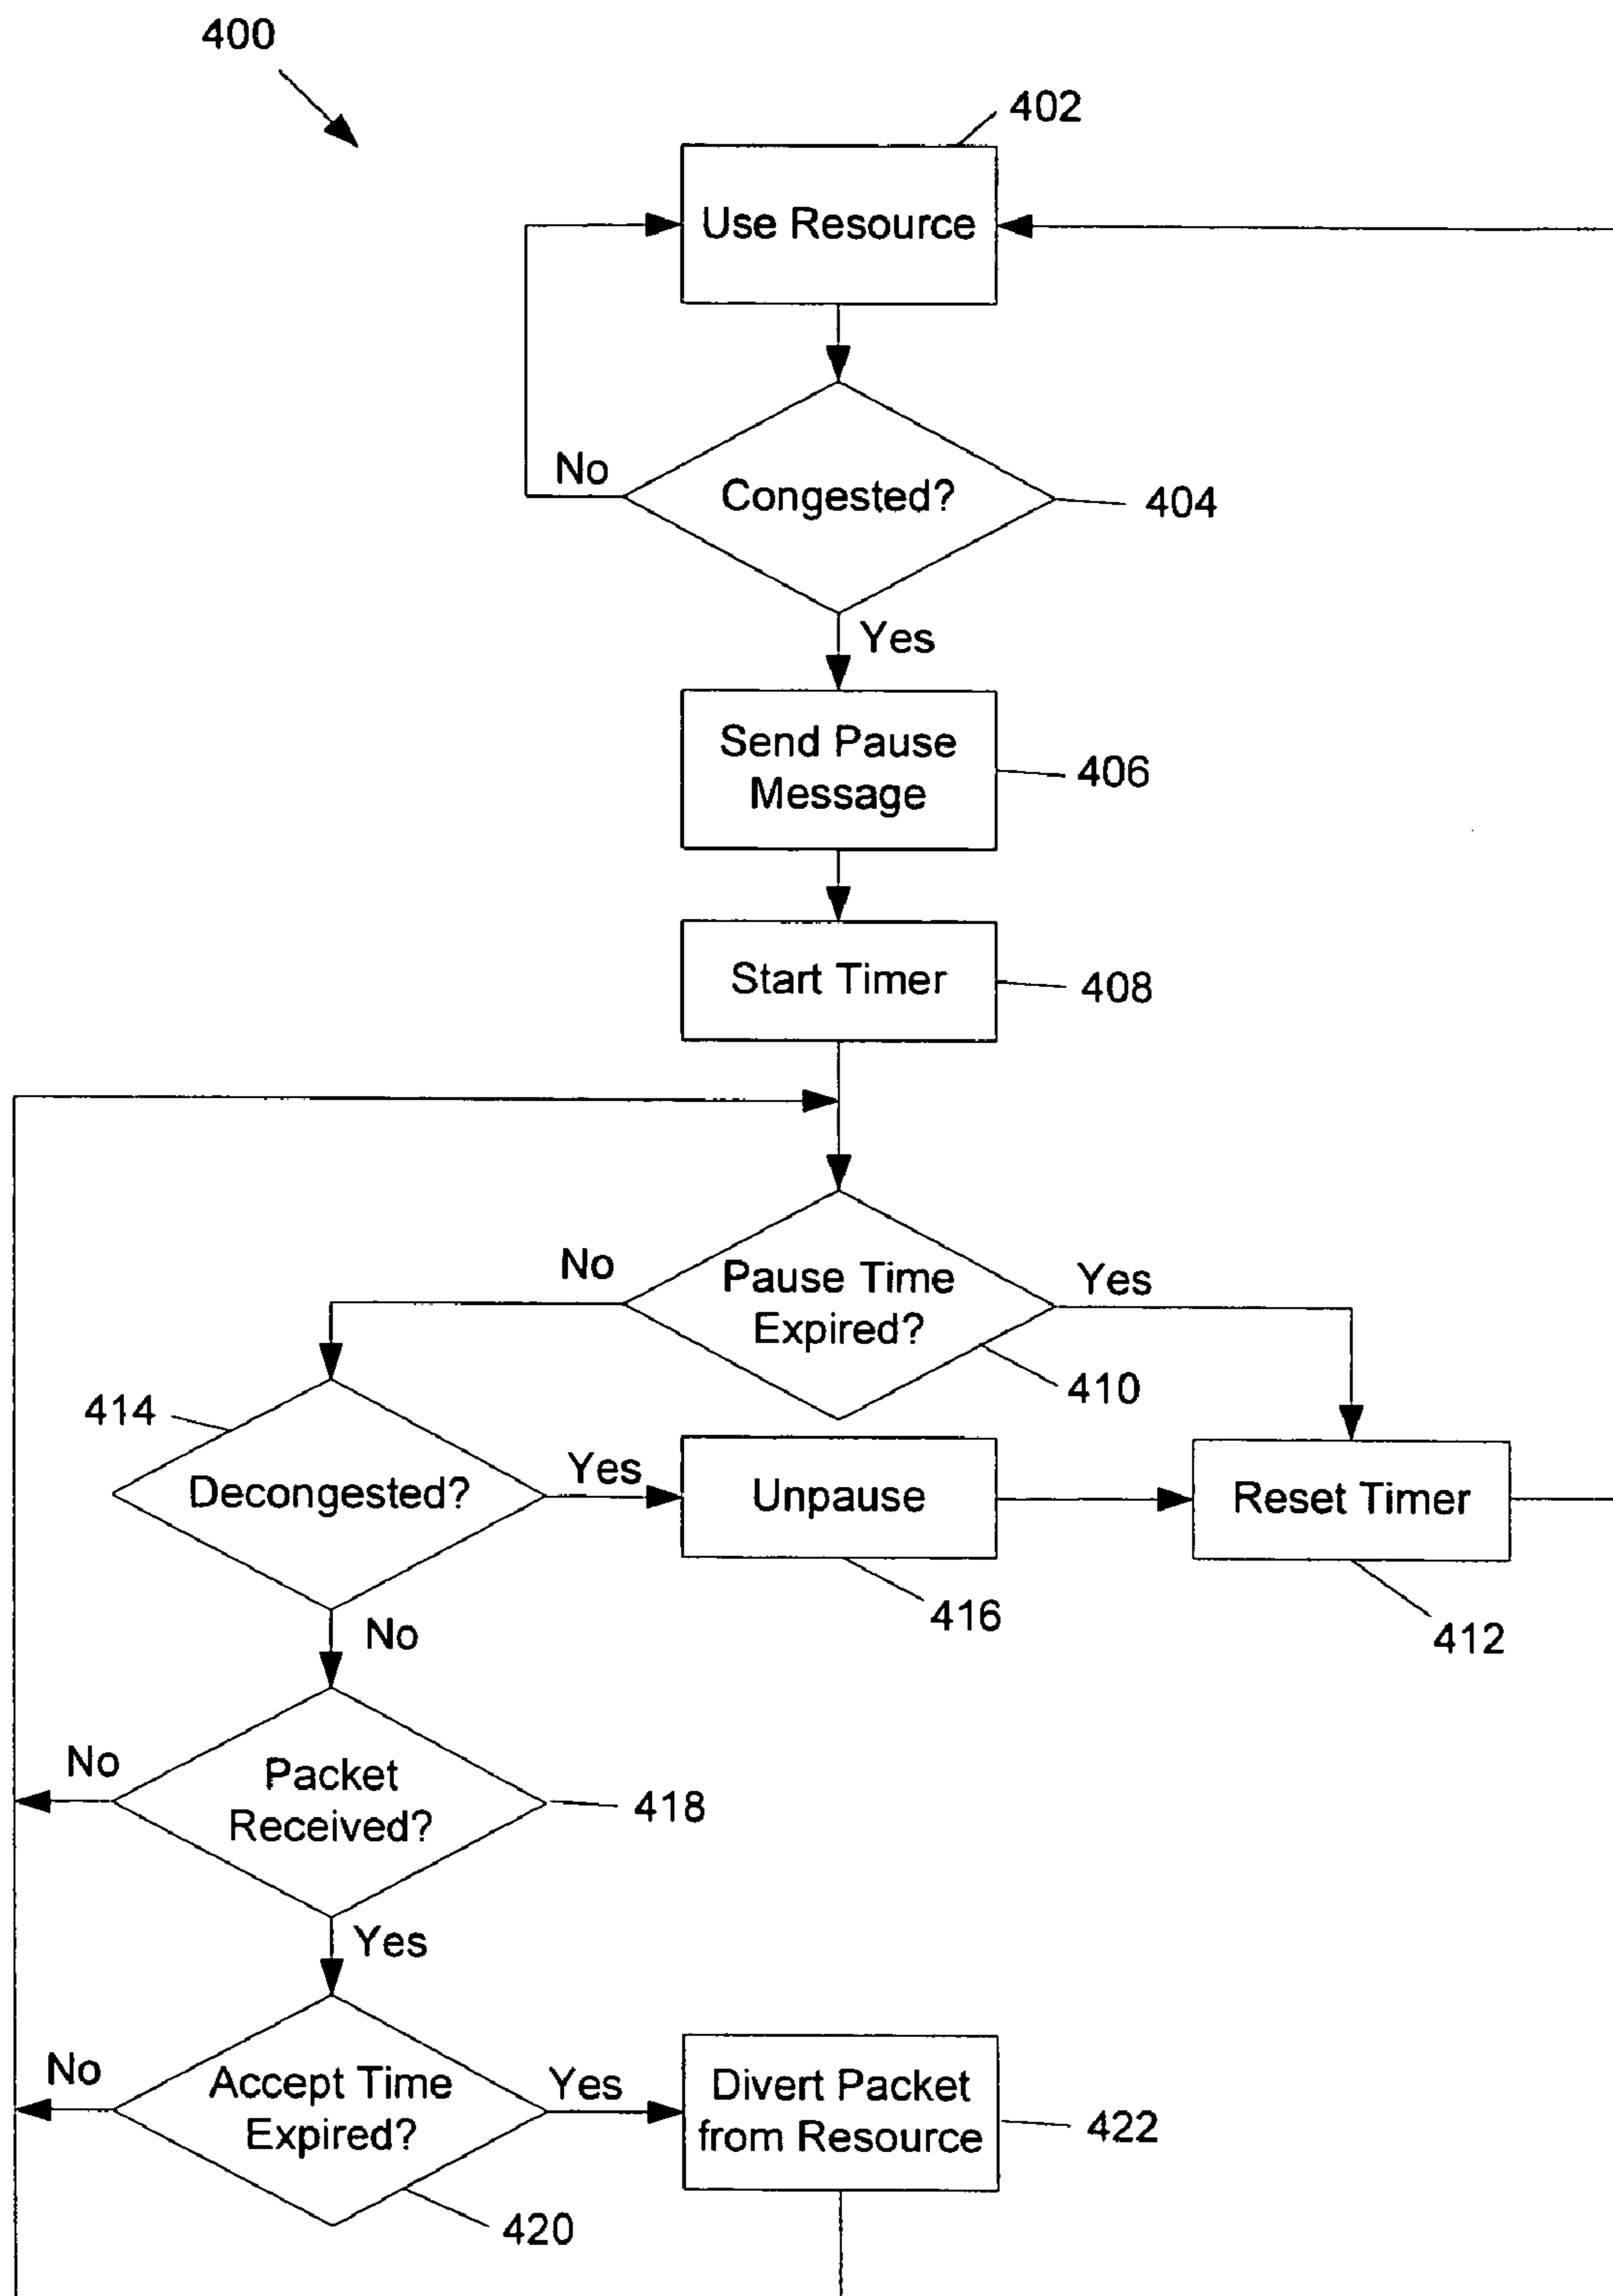 400
402
Use Resource
No
Congested?
404
Yes
Send Pause
Message
406
Start Timer
408
No
Pause Time
Expired?
Yes
410
414
Decongested?
Yes
Unpause
Reset Timer
416
412
No
No
Packet
Received?
418
Yes
No
Accept Time
Expired?
Yes
Divert Packet
from Resource
422
420